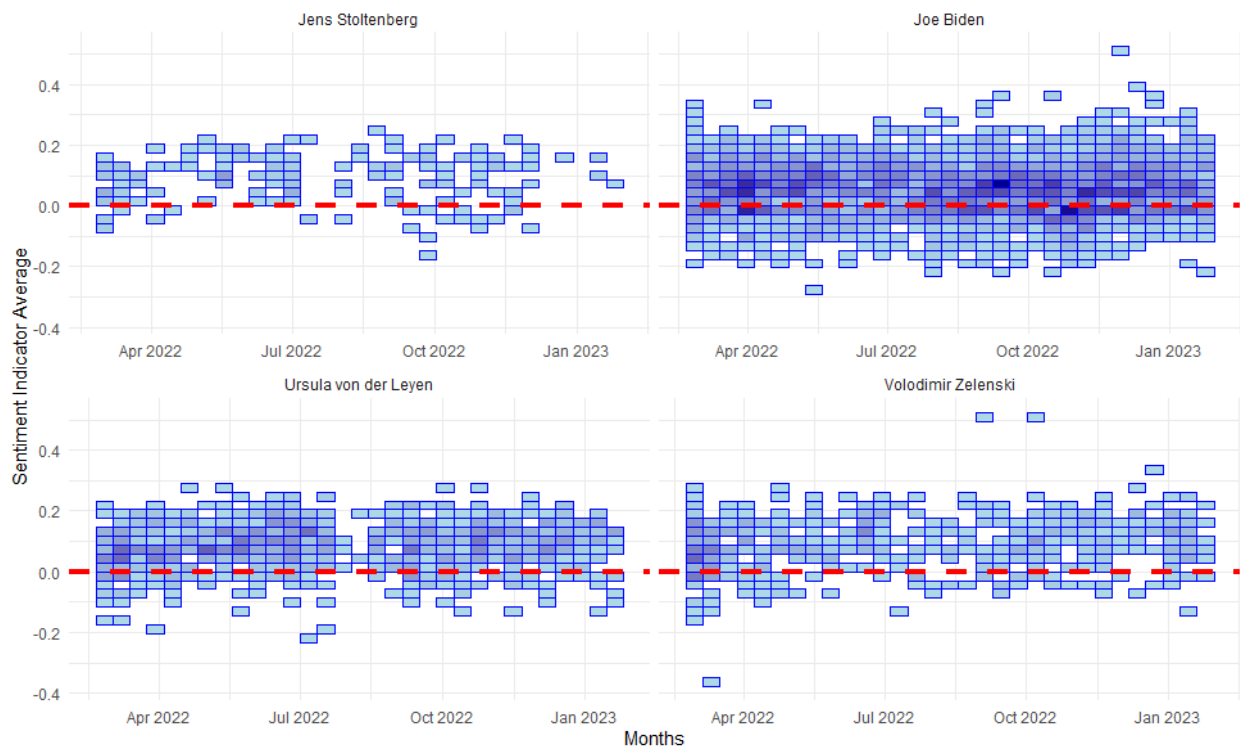 Jens Stoltenberg
Joe Biden
Sentiment Indicator Average
0.4
0.2
0.0
-0.2
-0.4
Apr 2022
Jul 2022
Oct 2022
Jan 2023
Apr 2022
Jul 2022
Oct 2022
Jan 2023
Ursula von der Leyen
Volodimir Zelenski
0.4
0.2
0.0
-0.2
-0.4
Apr 2022
Jul 2022
Oct 2022
Jan 2023
Apr 2022
Jul 2022
Oct 2022
Jan 2023
Months